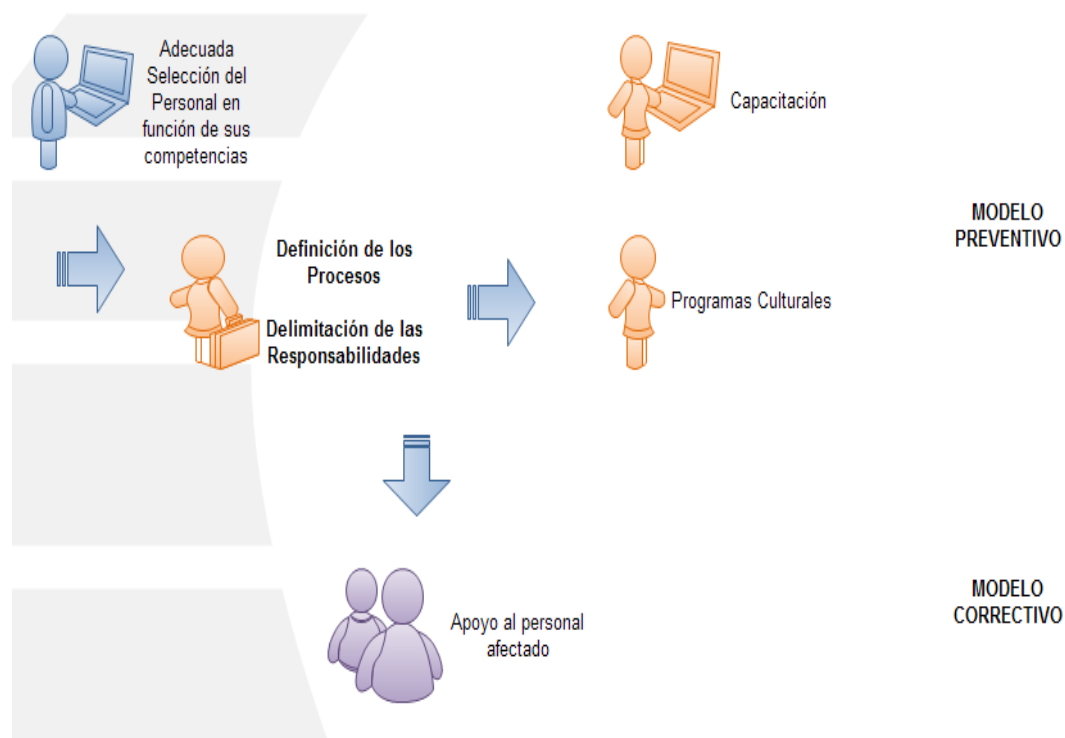 Adecuada
Selección del
Personal en
función de sus
competencias
Capacitación
MODELO
PREVENTIVO
Definición de los
Procesos
Delimitación de las
Responsabilidades
Programas Culturales
Apoyo al personal
afectado
MODELO
CORRECTIVO